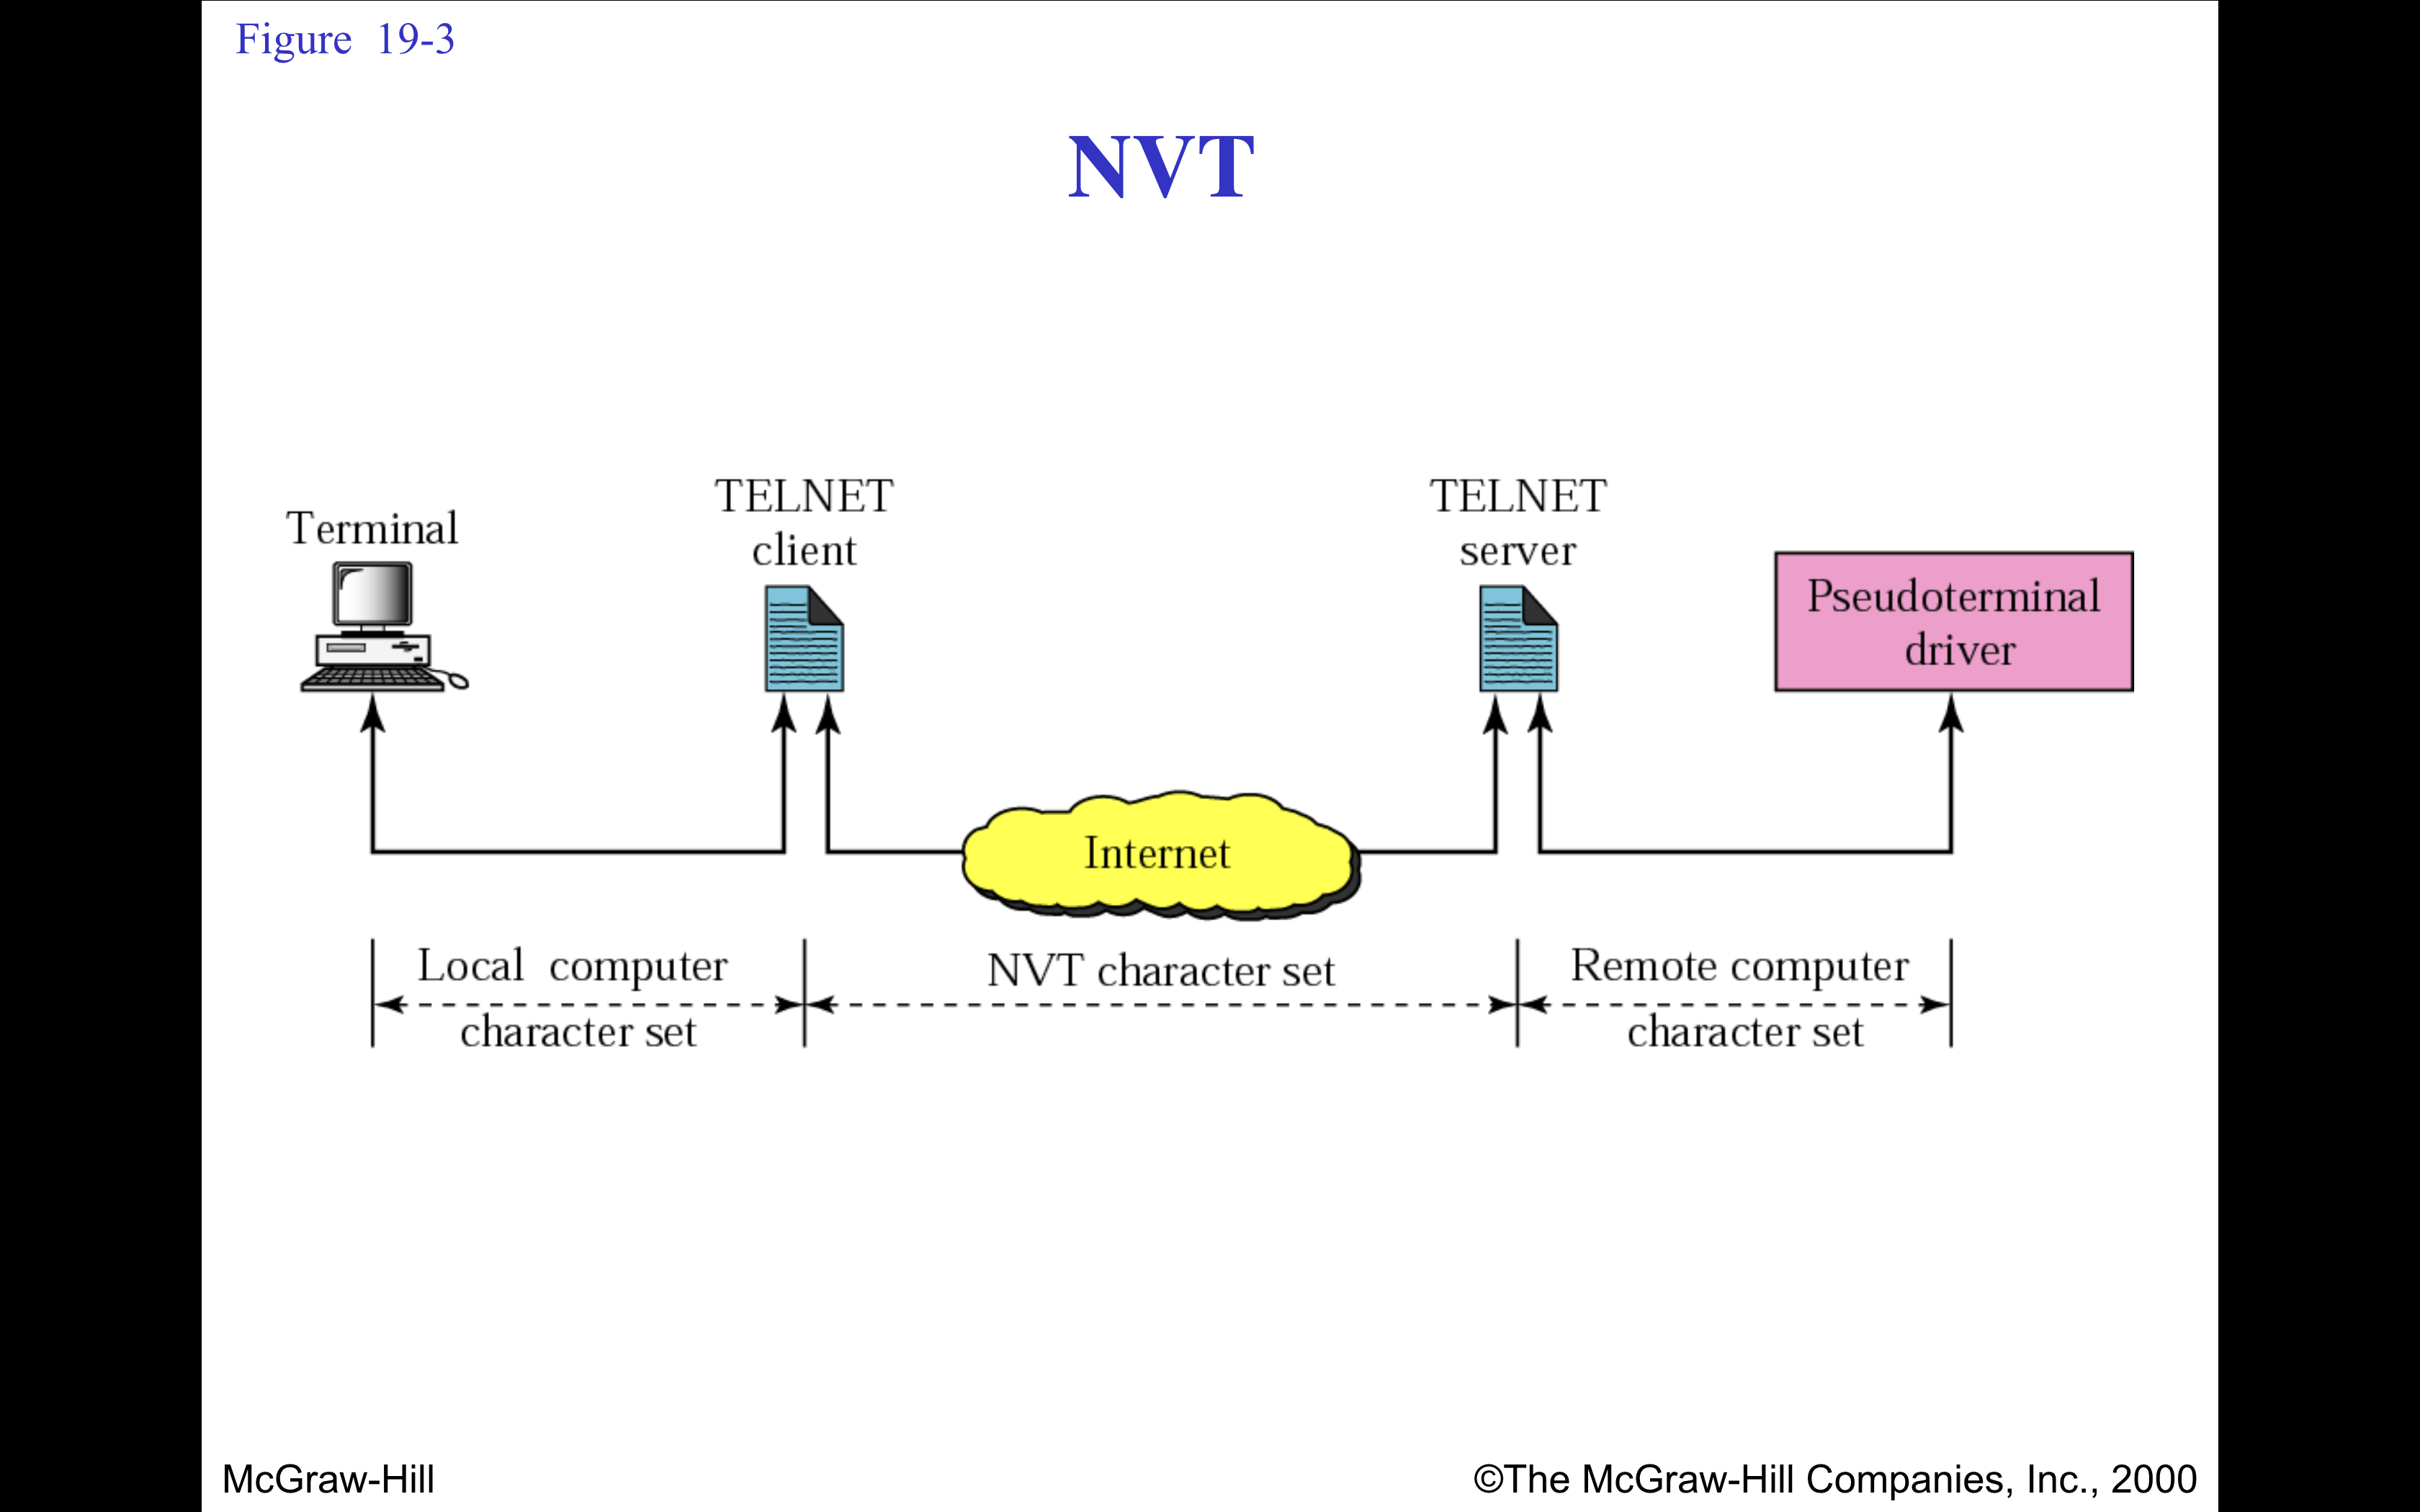 Figure 19-3
NVT
Terminal
TELNET
client
TELNET
server
Pseudoterminal
driver
Internet
Local computer
character set
NVT character set
Remote computer
character set
McGraw-Hill
©The McGraw-Hill Companies, Inc., 2000